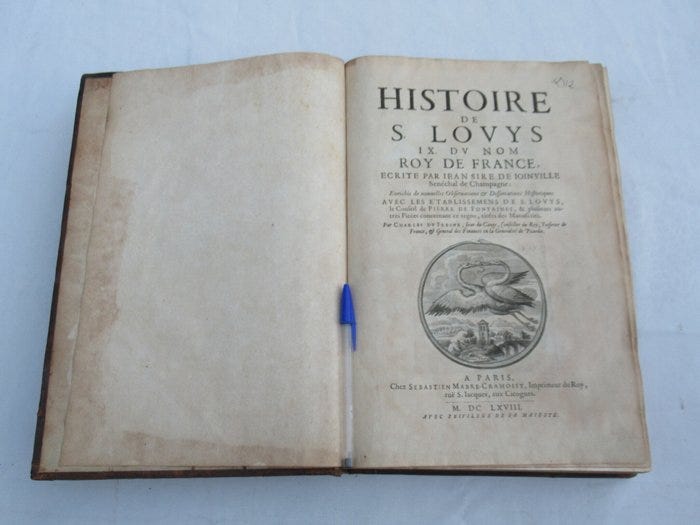 HISTOIRE
DE
S. LOVYS
IX. DV NOM
ROY DE FRANCE,
ECRITE PAR IEAN SIRE DE IOINVILLE
Senéchal de Champagne:
Enrichie de nouvelles Observations & Dissertations Historiques.
AVEC LES ETABLISSEMENS DE S. LOVYS,
le Conseil de PIERRE DE FONTAINES, & plusieurs autres Pieces concernant ce regne, tirées des Manuscrits.
Par CHARLES DV FRESNE, sieur du Cange, Conseiller du Roy, Tresorier de
France, & General des Finances en la Generalité de Picardie.
A PARIS,
Chez SEBASTIEN MABRE-CRAMOISY, Imprimeur du Roy,
ruë S. Iacques, aux Cicognes.
M. DC LXVIII.
AVEC PRIVILEGE DE SA MAIESTÉ.